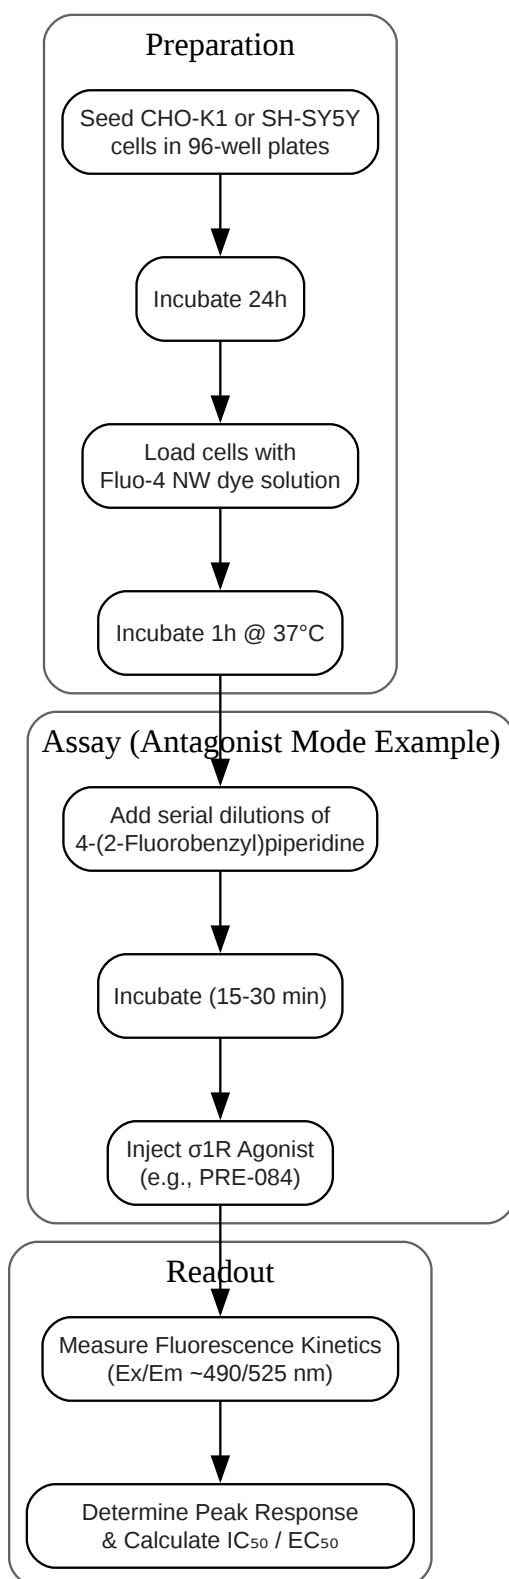 Preparation
Seed CHO-K1 or SH-SY5Y
cells in 96-well plates
Incubate 24h
Load cells with
Fluo-4 NW dye solution
Incubate 1h @ 37°C
Assay (Antagonist Mode Example)
Add serial dilutions of
4-(2-Fluorobenzyl)piperidine
Incubate (15-30 min)
Inject σ1R Agonist
(e.g., PRE-084)
Readout
Measure Fluorescence Kinetics
(Ex/Em ~490/525 nm)
Determine Peak Response
& Calculate IC₅₀ / EC₅₀